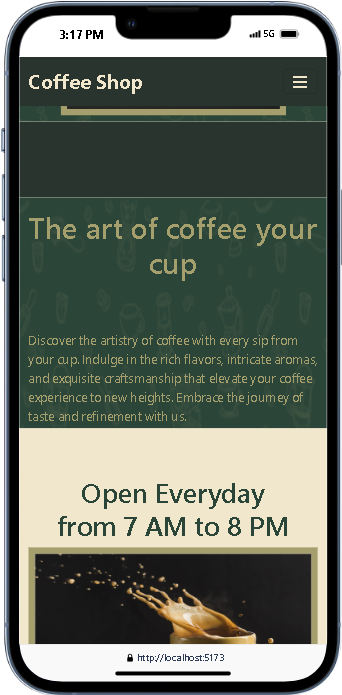 3:17 PM
5G
Coffee Shop
The art of coffee your
cup
Discover the artistry of coffee with every sip from
your cup. Indulge in the rich flavors, intricate aromas,
and exquisite craftsmanship that elevate your coffee
experience to new heights. Embrace the journey of
taste and refinement with us.
Open Everyday
from 7 AM to 8 PM
http://localhost:5173